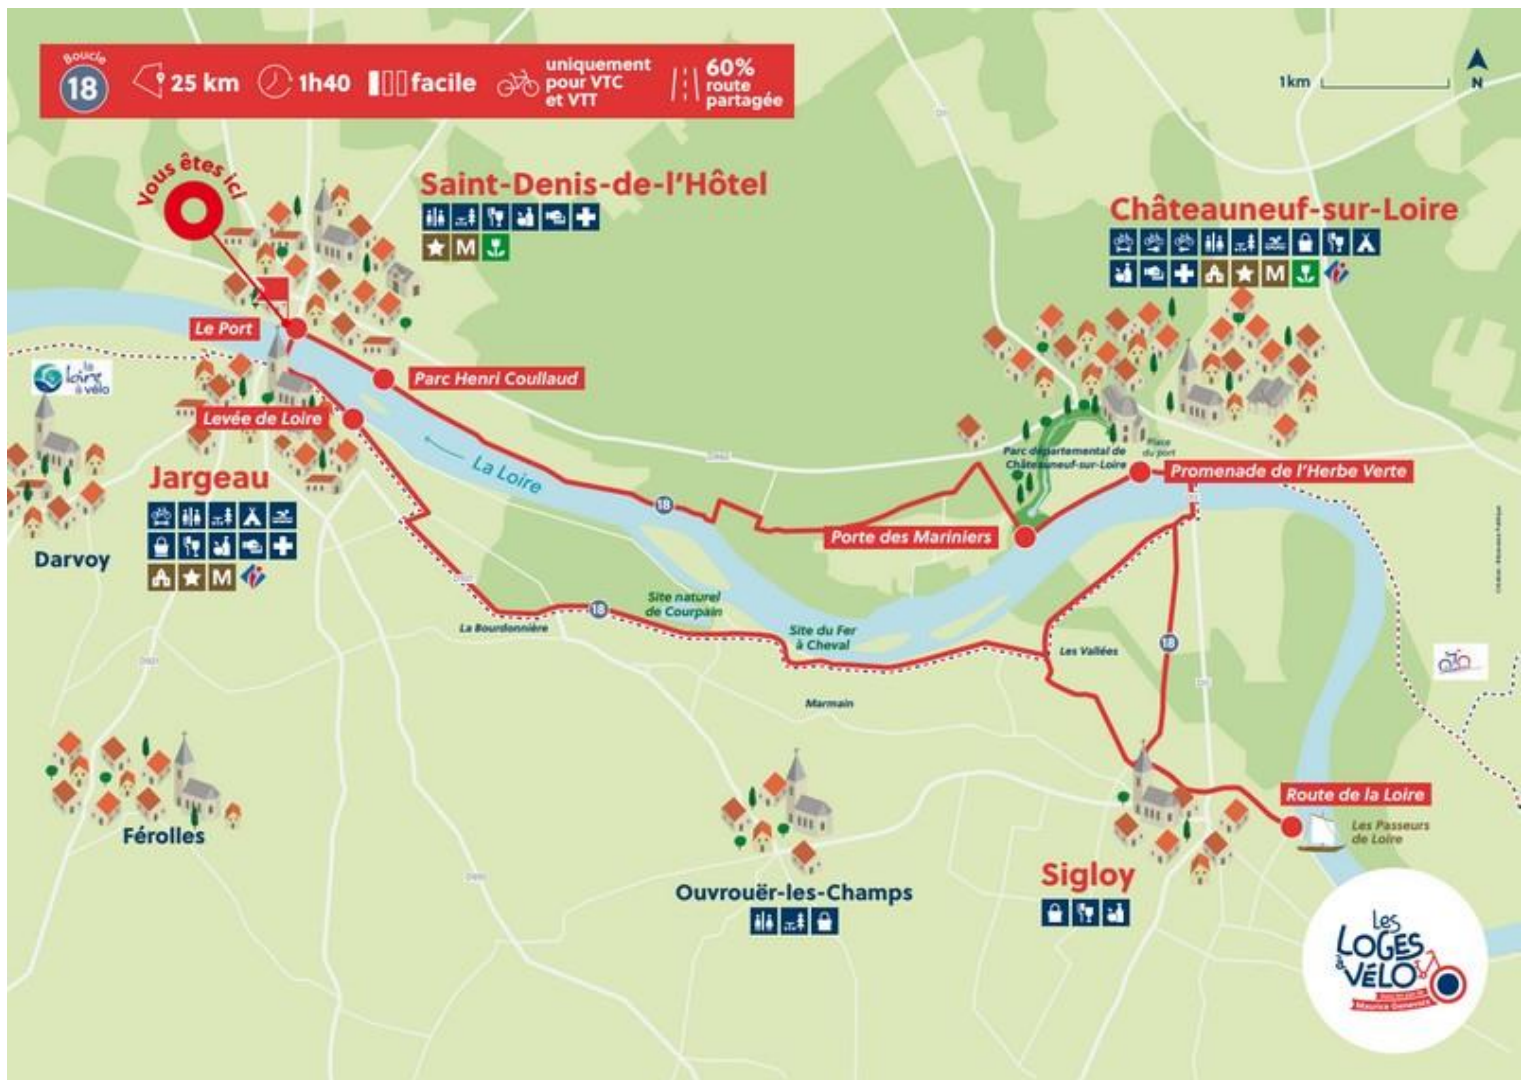 Boucle
18
25 km
1h40
facile
uniquement
pour VTC
et VTT
60%
route
partagée
1km
N
Vous êtes ici
Saint-Denis-de-l'Hôtel
M
Châteauneuf-sur-Loire
M
Le Port
Parc Henri Coullaud
la
loire
à vélo
Levée de Loire
La Loire
Jargeau
M
Darvoy
18
Parc départemental de
Châteauneuf-sur-Loire
Place
du port
Promenade de l'Herbe Verte
Porte des Mariniers
La Bourdonnière
18
Site naturel
de Courpain
Site du Fer
à Cheval
Les Vallées
18
Marmain
Férolles
Ouvrouër-les-Champs
Sigloy
Route de la Loire
Les Passeurs
de Loire
LES
LOGES
À
VÉLO
Maurice Genevoix